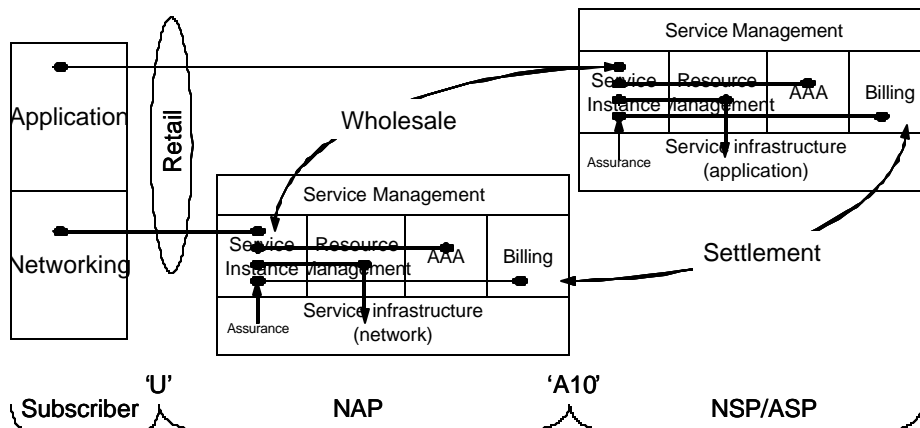 Service Management
Service
Instance
Resource
Management
AAA
Billing
Assurance
Service infrastructure
(application)
Application
Retail
Wholesale
Networking
Service Management
Service
Instance
Resource
Management
AAA
Billing
Assurance
Service infrastructure
(network)
Settlement
'U'
'A10'
Subscriber
NAP
NSP/ASP